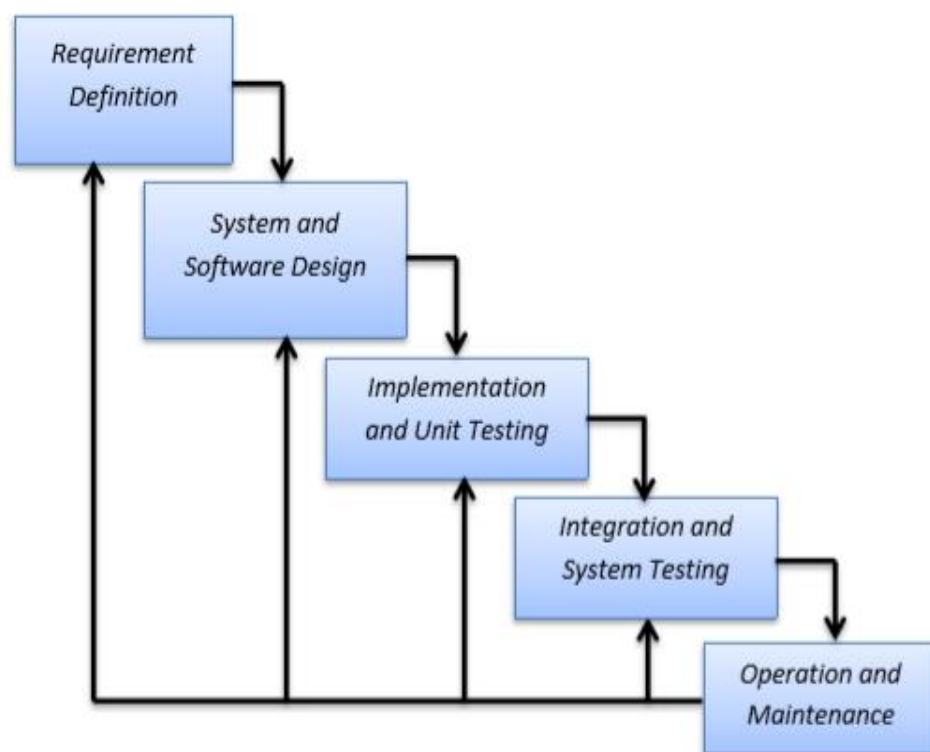 Requirement
Definition
System and
Software Design
Implementation
and Unit Testing
Integration and
System Testing
Operation and
Maintenance